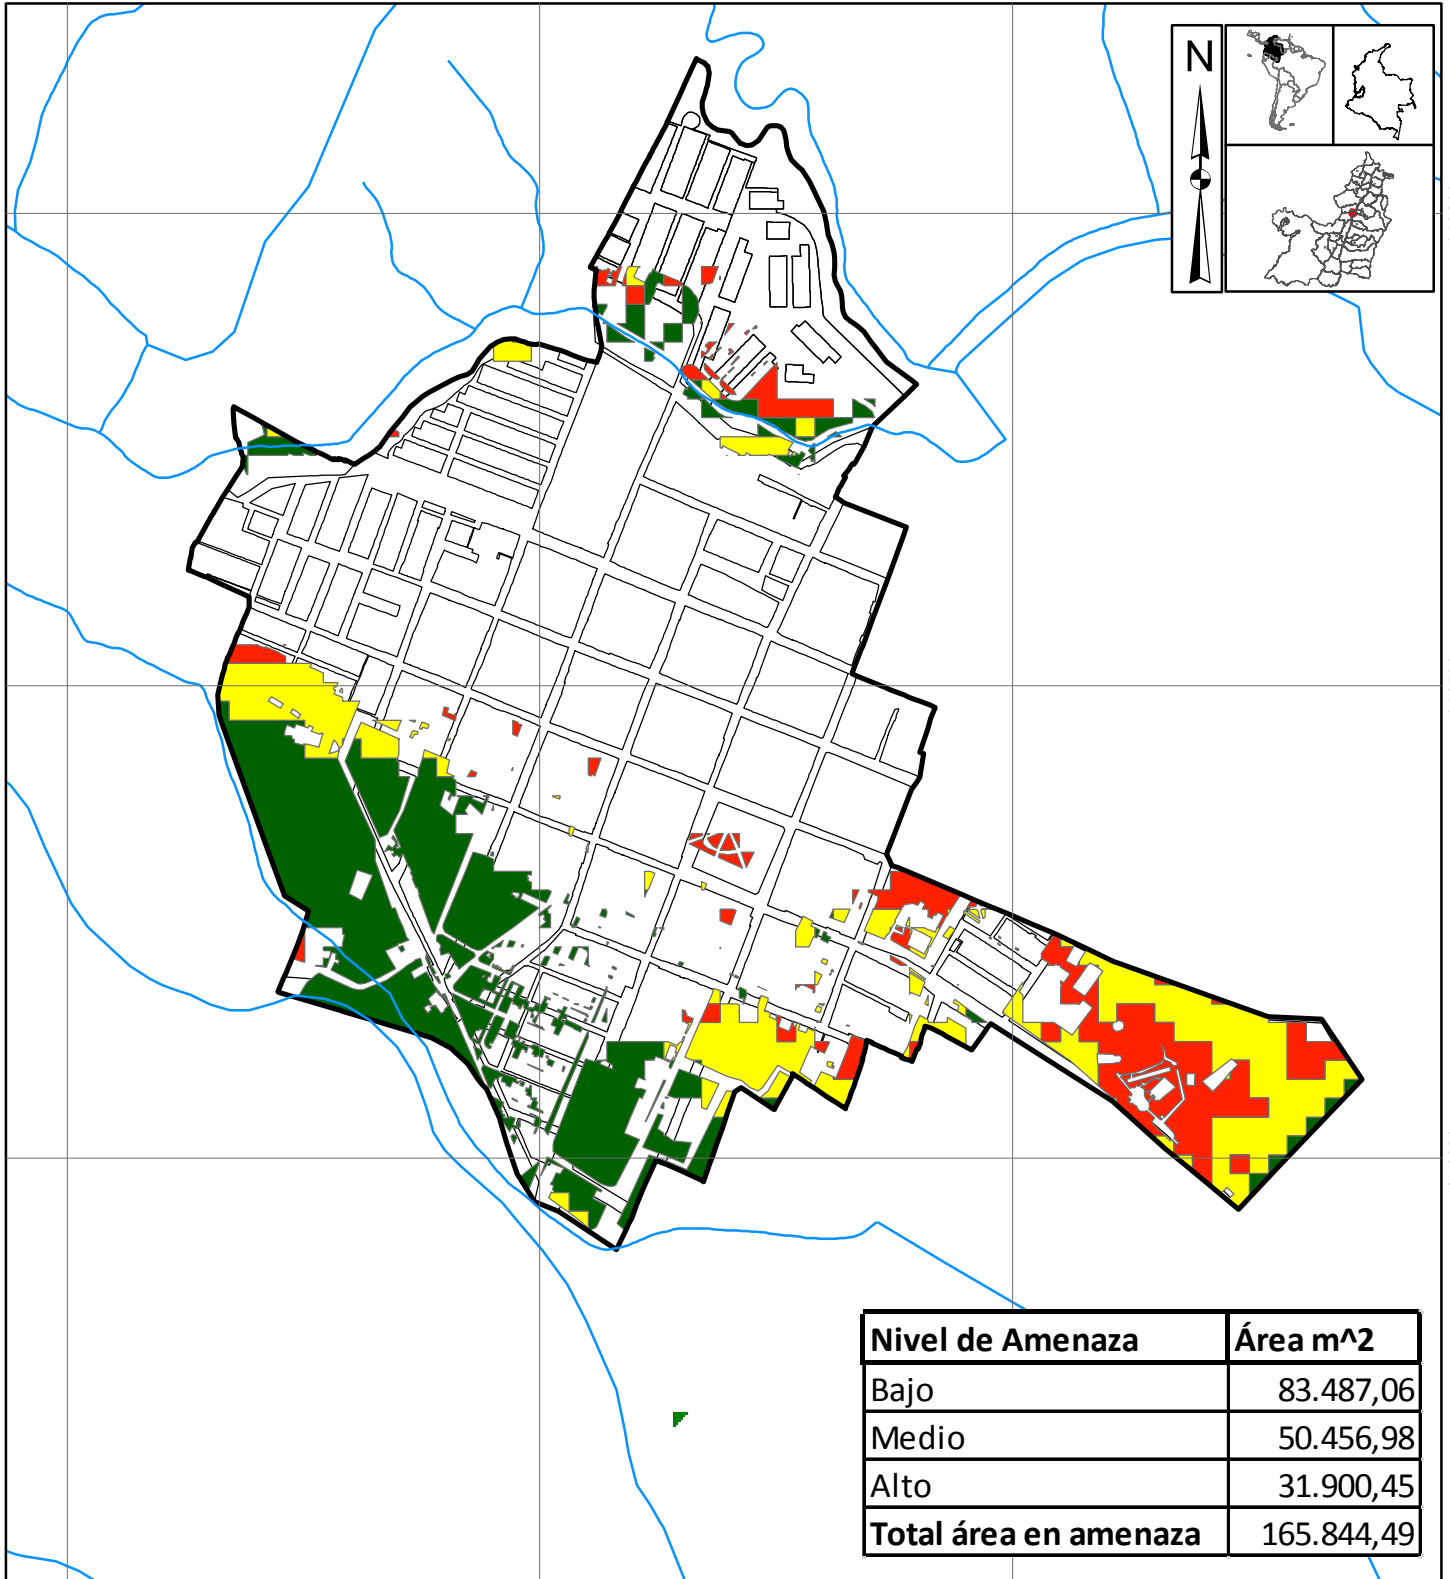 N
Nivel de Amenaza Área m^2
Bajo 83.487,06
Medio 50.456,98
Alto 31.900,45
Total área en amenaza 165.844,49